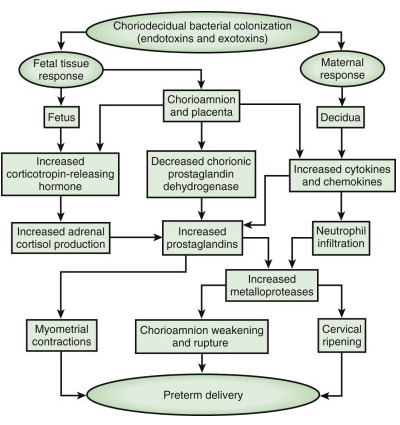 Choriodecidual bacterial colonization
(endotoxins and exotoxins)
Fetal tissue
response
Maternal
response
Fetus
Chorioamnion
and placenta
Decidua
Increased
corticotropin-releasing
hormone
Decreased chorionic
prostaglandin
dehydrogenase
Increased cytokines
and chemokines
Increased adrenal
cortisol production
Increased
prostaglandins
Neutrophil
infiltration
Increased
metalloproteases
Myometrial
contractions
Chorioamnion weakening
and rupture
Cervical
ripening
Preterm delivery